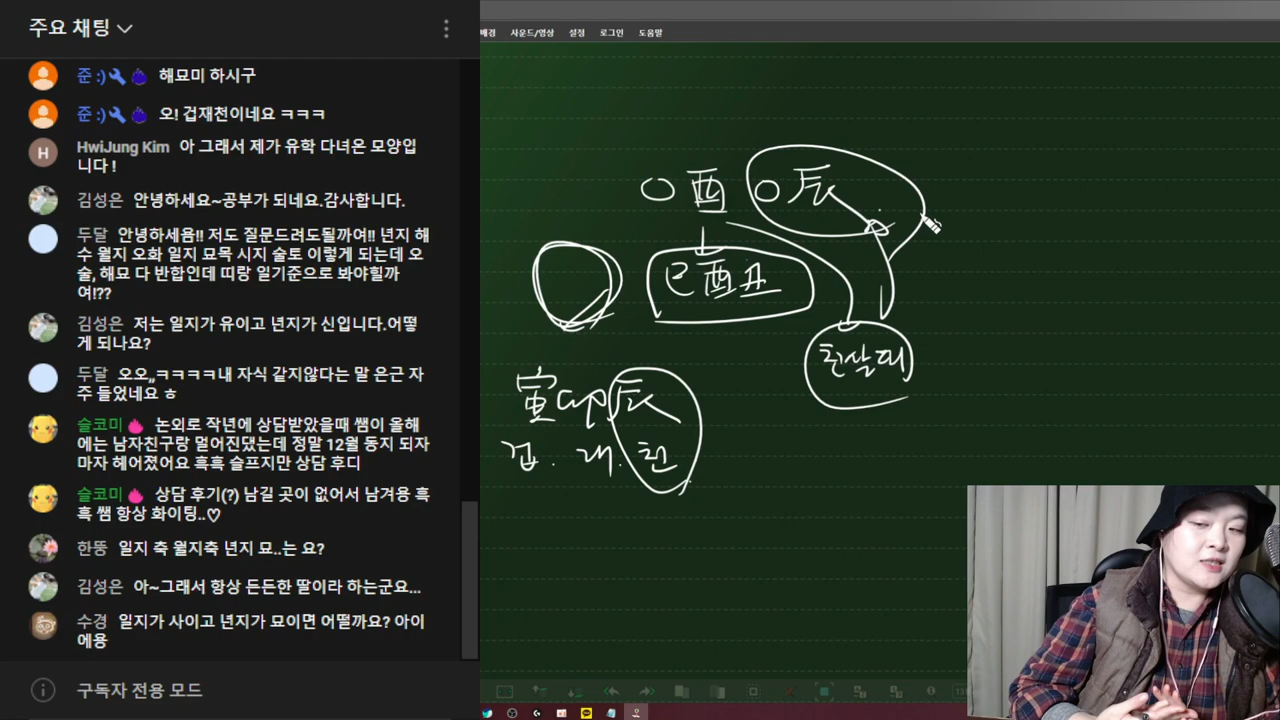 주요 채팅
준 :) 해묘미 하시구
준 :) 오! 겁재천이네요 ㅋㅋㅋ
H
HwiJung Kim 아 그래서 제가 유학 다녀온 모양입
니다 !
김성은 안녕하세요~공부가 되네요.감사합니다.
두달 안녕하세욤!! 저도 질문드려도될까여!! 년지 해
수 월지 오화 일지 묘목 시지 술토 이렇게 되는데 오
술, 해묘 다 반합인데 띠랑 일기준으로 봐야힐까
여!??
김성은 저는 일지가 유이고 년지가 신입니다.어떻
게 되나요?
두달 오오,,ㅋㅋㅋㅋ내 자식 같지않다는 말 은근 자
주 들었네요 ㅎ
슬코미 논외로 작년에 상담받았을때 쌤이 올해
에는 남자친구랑 멀어진댔는데 정말 12월 동지 되자
마자 헤어졌어요 흑흑 슬프지만 상담 후디
슬코미 상담 후기(?) 남길 곳이 없어서 남겨용 흑
흑 쌤 항상 화이팅..♡
한뚱 일지 축 월지축 년지 묘..는 요?
김성은 아~그래서 항상 든든한 딸이라 하는군요...
수경 일지가 사이고 년지가 모이면 어떨까요? 아이
에용
구독자 전용 모드
배경 사운드/영상 설정 로그인 도움말
○酉 ○辰
巳酉丑
천살띠
寅卯辰
겁. 재. 천